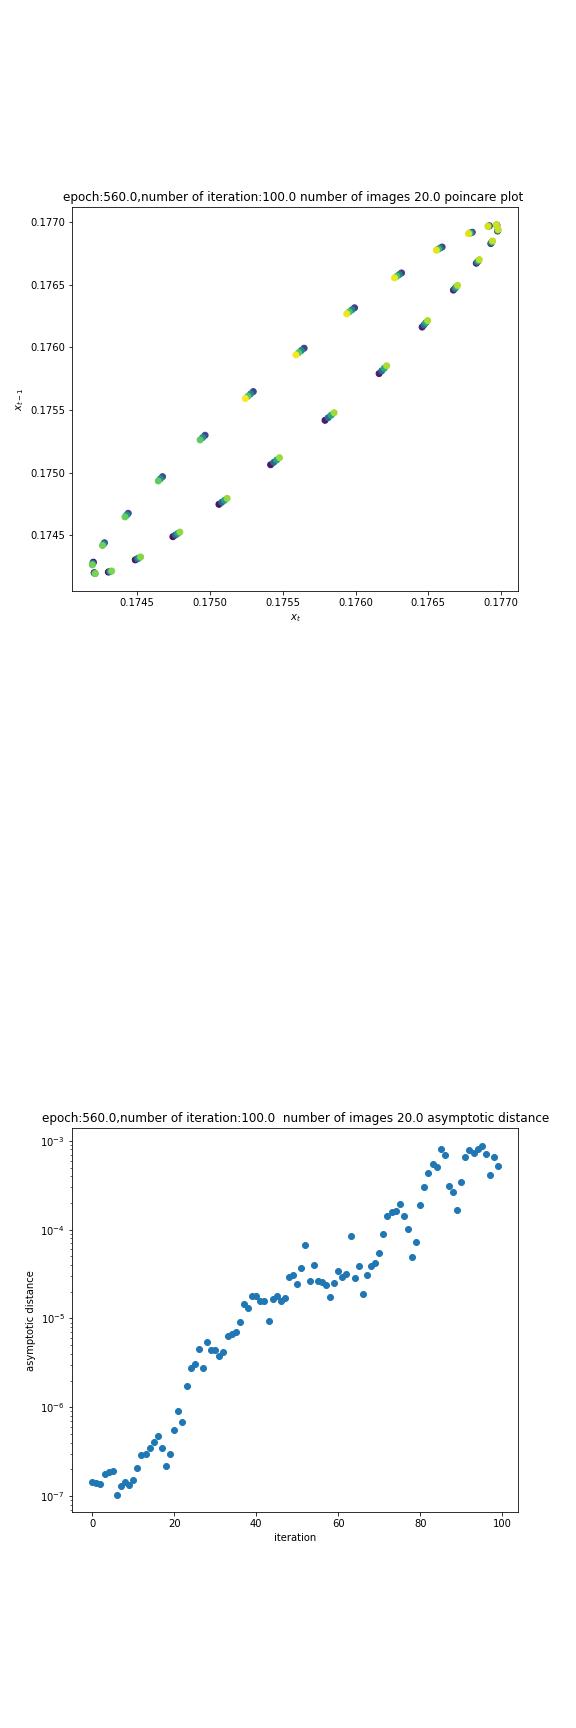 epoch:560.0,number of iteration:100.0 number of images 20.0 poincare plot
0.1770
0.1765
0.1760
0.1755
0.1750
0.1745
x_{t-1}
0.1745 0.1750 0.1755 0.1760 0.1765 0.1770
x_t
epoch:560.0,number of iteration:100.0  number of images 20.0 asymptotic distance
10^{-3}
10^{-4}
10^{-5}
10^{-6}
10^{-7}
asymptotic distance
0 20 40 60 80 100
iteration